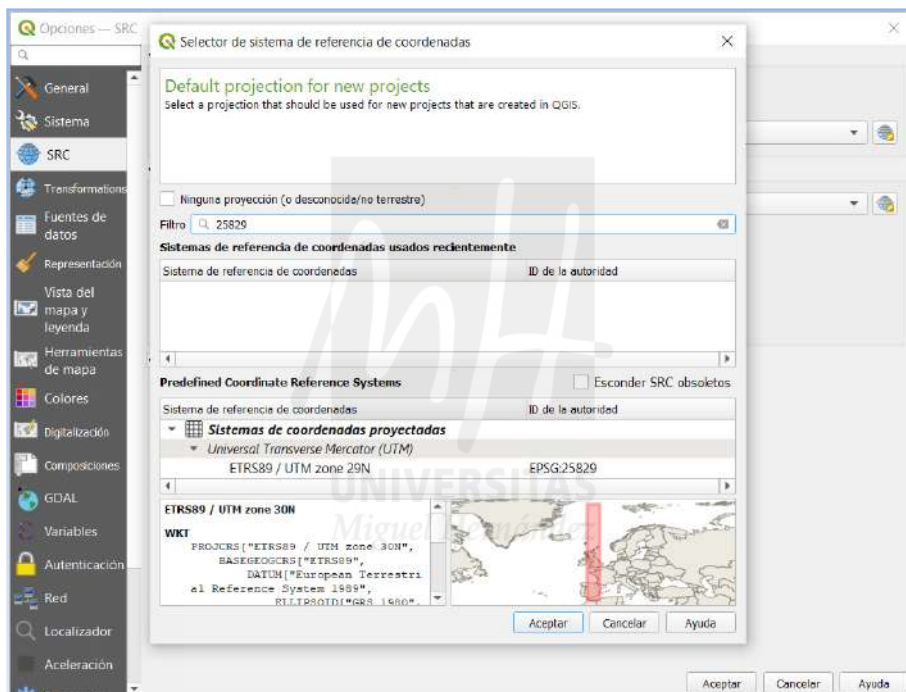 Opciones — SRC
Selector de sistema de referencia de coordenadas
Default projection for new projects
Select a projection that should be used for new projects that are created in QGIS.
Ninguna proyección (o desconocida/no terrestre)
Filtro 25829
Sistemas de referencia de coordenadas usados recientemente
Sistema de referencia de coordenadas ID de la autoridad
Predefined Coordinate Reference Systems Esconder SRC obsoletos
Sistema de referencia de coordenadas ID de la autoridad
Sistemas de coordenadas proyectadas
Universal Transverse Mercator (UTM)
ETRS89 / UTM zone 29N EPSG:25829
ETRS89 / UTM zone 30N
WKT
PROJCRS["ETRS89 / UTM zone 30N",
BASEGEOGCRS["ETRS89",
DATUM["European Terrestri
al Reference System 1989",
ELLIPSOID["GRS 1980",
Aceptar Cancelar Ayuda
General
Sistema
SRC
Transformations
Fuentes de
datos
Representación
Vista del
mapa y
leyenda
Herramientas
de mapa
Colores
Digitalización
Composiciones
GDAL
Variables
Autenticación
Red
Localizador
Aceleración
Aceptar Cancelar Ayuda
UNIVERSITAS
Miguel Hernández